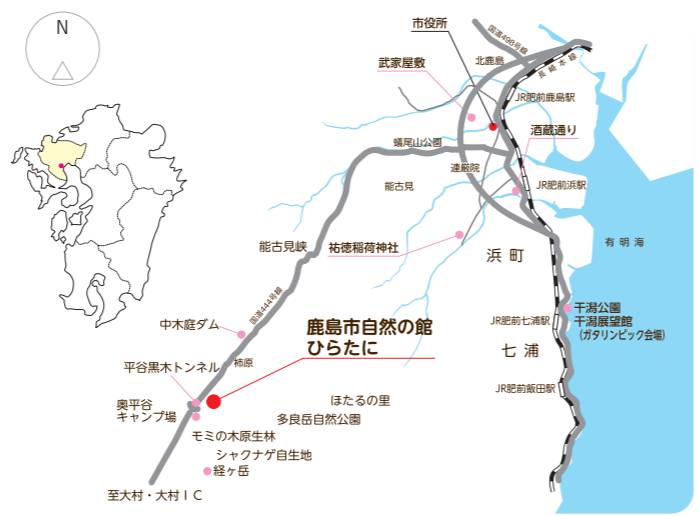 N
市役所
国道498号線
北鹿島
長崎本線
武家屋敷
JR肥前鹿島駅
酒蔵通り
蟻尾山公園
連厳院
能古見
JR肥前浜駅
祐徳稲荷神社
浜町
有明海
能古見峡
国道444号線
干潟公園
干潟展望館
(ガタリンピック会場)
中木庭ダム
鹿島市自然の館
ひらたに
JR肥前七浦駅
七浦
柿原
平谷黒木トンネル
JR肥前飯田駅
ほたるの里
奥平谷
キャンプ場
多良岳自然公園
モミの木原生林
シャクナゲ自生地
経ヶ岳
至大村・大村IC